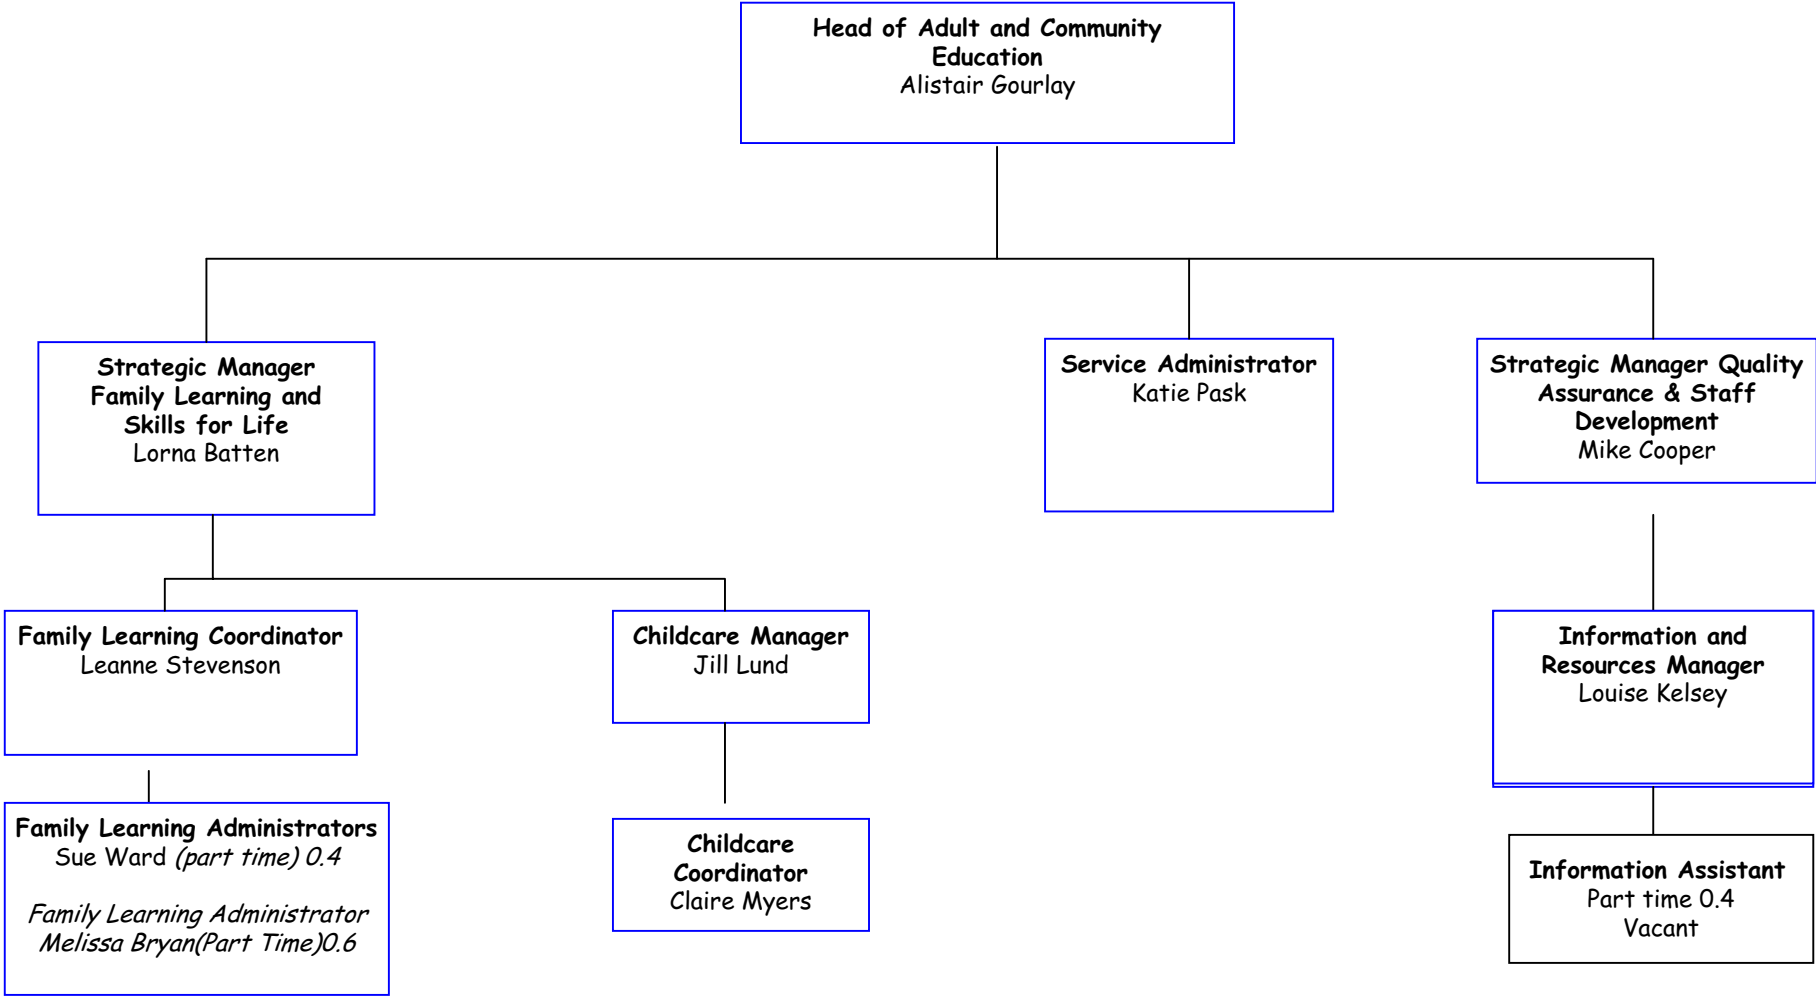 Head of Adult and Community
Education
Alistair Gourlay
Strategic Manager
Family Learning and
Skills for Life
Lorna Batten
Service Administrator
Katie Pask
Strategic Manager Quality
Assurance & Staff
Development
Mike Cooper
Family Learning Coordinator
Leanne Stevenson
Childcare Manager
Jill Lund
Information and
Resources Manager
Louise Kelsey
Family Learning Administrators
Sue Ward (part time) 0.4
Family Learning Administrator
Melissa Bryan(Part Time)0.6
Childcare
Coordinator
Claire Myers
Information Assistant
Part time 0.4
Vacant